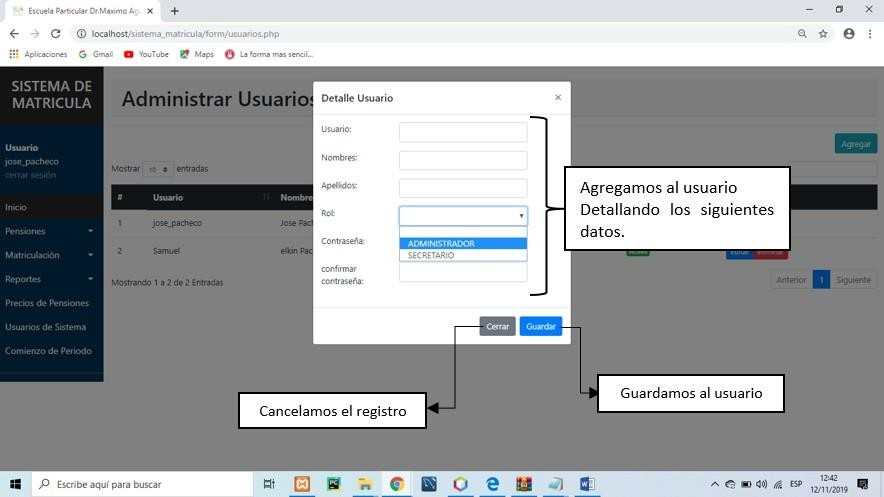 Escuela Particular Dr.Maximo Ag
localhost/sistema_matricula/form/usuarios.php
Aplicaciones Gmail YouTube Maps La forma mas sencil...
SISTEMA DE
MATRICULA
Usuario
jose_pacheco
cerrar sesión
Inicio
Pensiones
Matriculación
Reportes
Precios de Pensiones
Usuarios de Sistema
Comienzo de Periodo
Administrar Usuarios
Agregar
Mostrar 10 entradas
# Usuario Nombre
1 jose_pacheco Jose Pach
2 Samuel elkin Pac
Editar Eliminar
Mostrando 1 a 2 de 2 Entradas
Anterior 1 Siguiente
Detalle Usuario ×
Usuario:
Nombres:
Apellidos:
Rol:
ADMINISTRADOR
SECRETARIO
Contraseña:
confirmar
contraseña:
Cerrar Guardar
Agregamos al usuario
Detallando los siguientes
datos.
Cancelamos el registro
Guardamos al usuario
Escribe aquí para buscar
ESP
12:42
12/11/2019